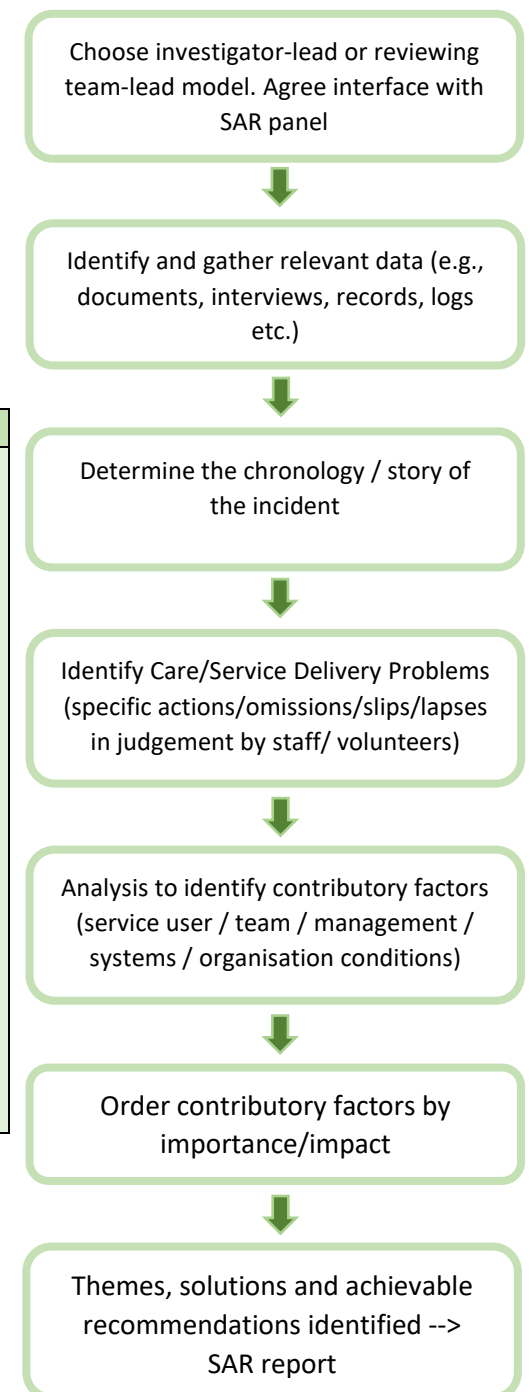 Choose investigator-lead or reviewing
team-lead model. Agree interface with
SAR panel
Identify and gather relevant data (e.g.,
documents, interviews, records, logs
etc.)
Determine the chronology / story of
the incident
Identify Care/Service Delivery Problems
(specific actions/omissions/slips/lapses
in judgement by staff/ volunteers)
Analysis to identify contributory factors
(service user / team / management /
systems / organisation conditions)
Order contributory factors by
importance/impact
Themes, solutions and achievable
recommendations identified -->
SAR report